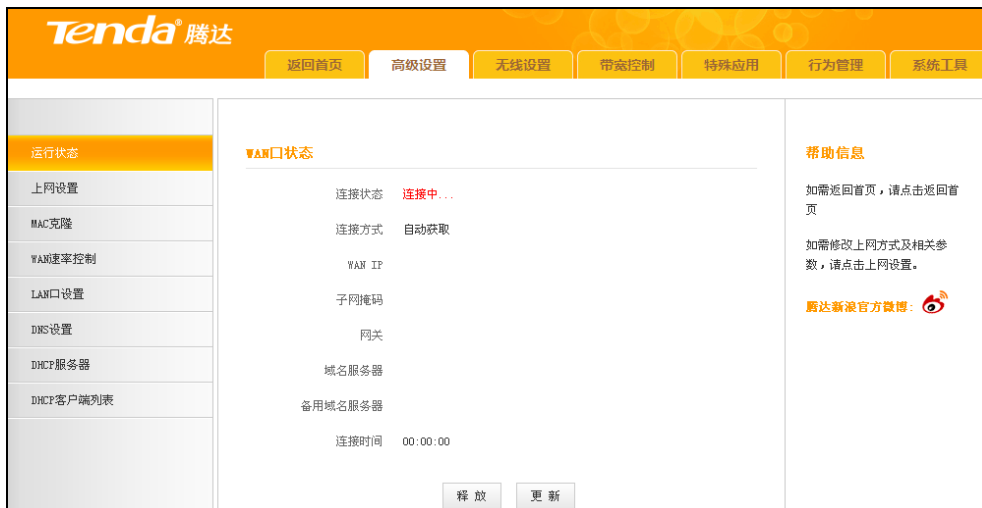 Tenda®腾达
返回首页 高级设置 无线设置 带宽控制 特殊应用 行为管理 系统工具
运行状态
上网设置
MAC克隆
WAN速率控制
LAN口设置
DNS设置
DHCP服务器
DHCP客户端列表
WAN口状态
连接状态 连接中...
连接方式 自动获取
WAN IP
子网掩码
网关
域名服务器
备用域名服务器
连接时间 00:00:00
释 放 更 新
帮助信息
如需返回首页，请点击返回首
页
如需修改上网方式及相关参
数，请点击上网设置。
腾达新浪官方微博: